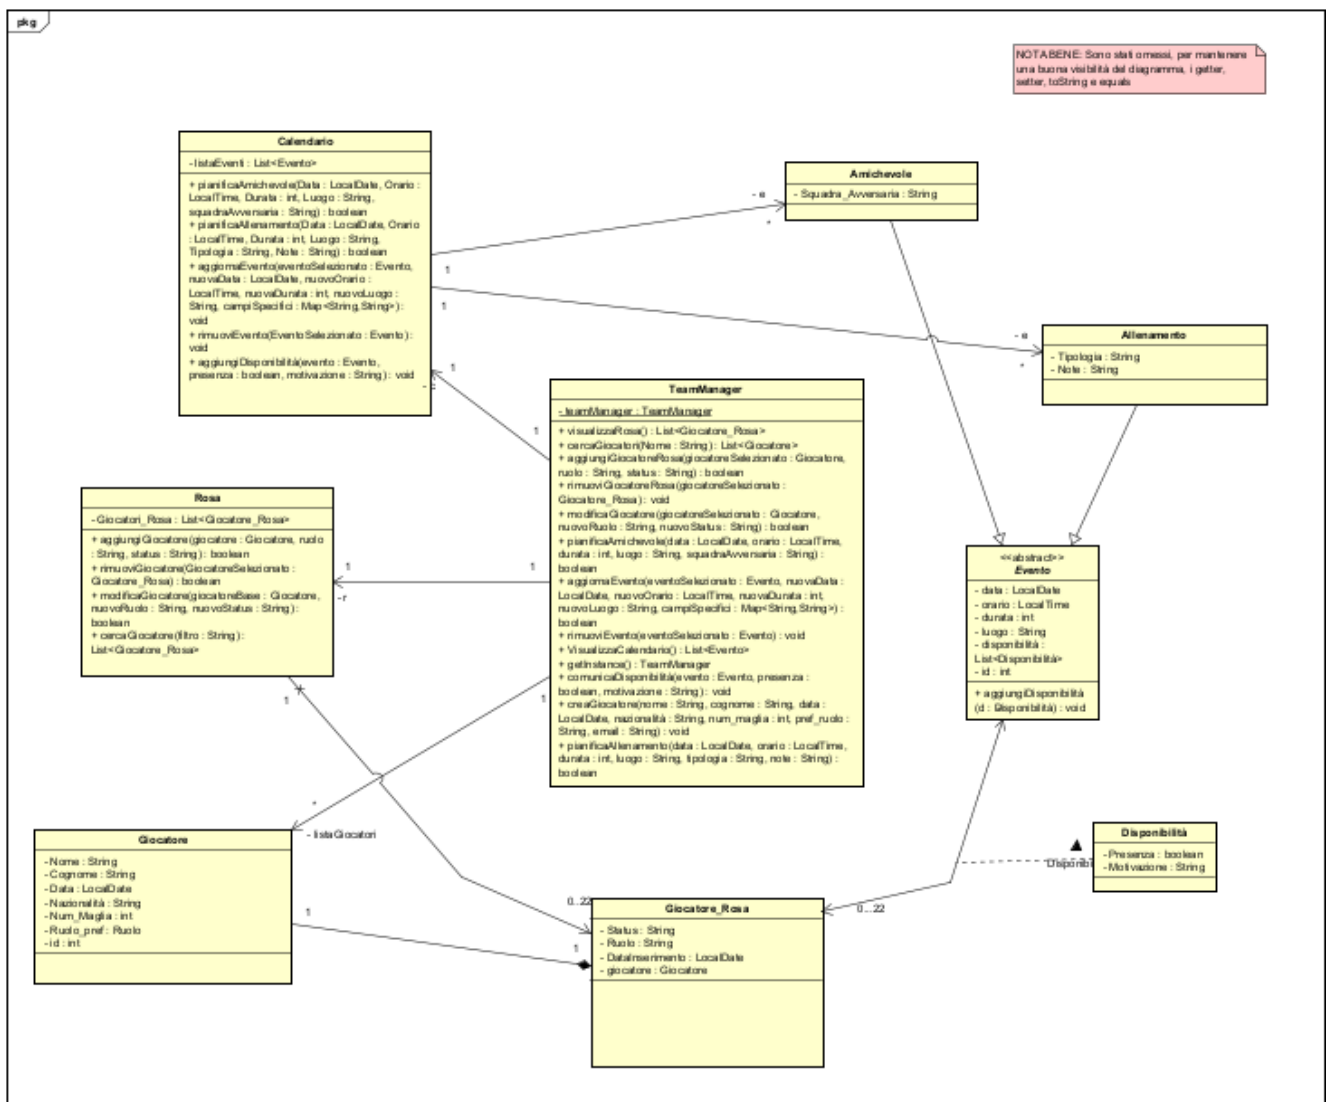 pkg
NOTABENE: Sono stati omessi, per mantenere
una buona visibilità del diagramma, i getter,
setter, toString e equals
Calendario
- listaEventi : List<Evento>
+ pianificaAmichevole(Data : LocalDate, Orario :
LocalTime, Durata : int, Luogo : String,
squadraAvversaria : String) : boolean
+ pianificaAllenamento(Data : LocalDate, Orario
: LocalTime, Durata : int, Luogo : String,
Tipologia : String, Note : String) : boolean
+ aggiornaEvento(eventoSelezionato : Evento,
nuovaData : LocalDate, nuovoOrario :
LocalTime, nuovaDurata : int, nuovoLuogo :
String, campiSpecifici : Map<String,String>) :
void
+ rimuoviEvento(EventoSelezionato : Evento) :
void
+ aggiungiDisponibilità(evento : Evento,
presenza : boolean, motivazione : String) : void
Amichevole
- Squadra_Avversaria : String
- e
*
1
1
- e
*
Allenamento
- Tipologia : String
- Note : String
1
1
TeamManager
- teamManager : TeamManager
+ visualizzaRosa() : List<Giocatore_Rosa>
+ cercaGiocatori(Nome : String) : List<Giocatore>
+ aggiungiGiocatoreRosa(giocatoreSelezionato : Giocatore,
ruolo : String, status : String) : boolean
+ rimuoviGiocatoreRosa(giocatoreSelezionato :
Giocatore_Rosa) : void
+ modificaGiocatore(giocatoreSelezionato : Giocatore,
nuovoRuolo : String, nuovoStatus : String) : boolean
+ pianificaAmichevole(data : LocalDate, orario : LocalTime,
durata : int, luogo : String, squadraAvversaria : String) :
boolean
+ aggiornaEvento(eventoSelezionato : Evento, nuovaData :
LocalDate, nuovoOrario : LocalTime, nuovaDurata : int,
nuovoLuogo : String, campiSpecifici : Map<String,String>) :
boolean
+ rimuoviEvento(eventoSelezionato : Evento) : void
+ VisualizzaCalendario() : List<Evento>
+ getInstance() : TeamManager
+ comunicaDisponibilità(evento : Evento, presenza :
boolean, motivazione : String) : void
+ creaGiocatore(nome : String, cognome : String, data :
LocalDate, nazionalità : String, num_maglia : int, pref_ruolo :
String, email : String) : void
+ pianificaAllenamento(data : LocalDate, orario : LocalTime,
durata : int, luogo : String, tipologia : String, note : String) :
boolean
Rosa
- Giocatori_Rosa : List<Giocatore_Rosa>
+ aggiungiGiocatore(giocatore : Giocatore, ruolo
: String, status : String) : boolean
+ rimuoviGiocatore(GiocatoreSelezionato :
Giocatore_Rosa) : boolean
+ modificaGiocatore(giocatoreBase : Giocatore,
nuovoRuolo : String, nuovoStatus : String) :
boolean
+ cercaGiocatore(filtro : String) :
List<Giocatore_Rosa>
1
1
- r
<<abstract>>
Evento
- data : LocalDate
- orario : LocalTime
- durata : int
- luogo : String
- disponibilità :
List<Disponibilità>
- id : int
+ aggiungiDisponibilità
(d : Disponibilità) : void
1
1
*
- listaGiocatori
Giocatore
- Nome : String
- Cognome : String
- Data : LocalDate
- Nazionalità : String
- Num_Maglia : int
- Ruolo_pref : Ruolo
- id : int
Disponibilità
- Presenza : boolean
- Motivazione : String
Disponibi
0..22
0...22
1
1
Giocatore_Rosa
- Status : String
- Ruolo : String
- DataInserimento : LocalDate
- giocatore : Giocatore